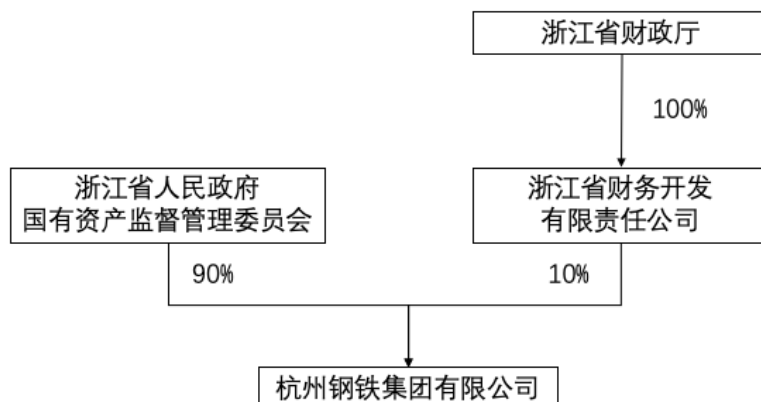 浙江省财政厅
100%
浙江省人民政府
国有资产监督管理委员会
浙江省财务开发
有限责任公司
90%
10%
杭州钢铁集团有限公司